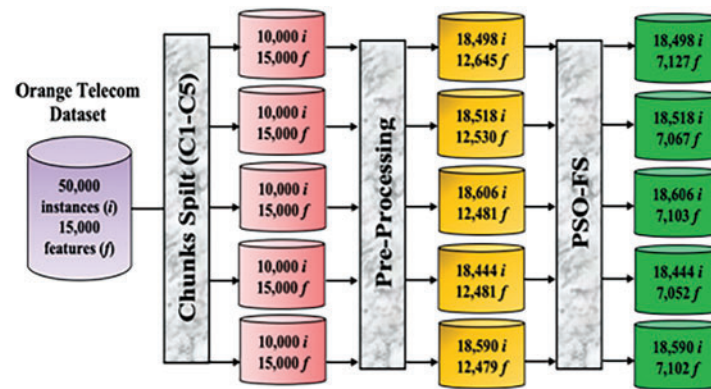 Orange Telecom
Dataset
50,000
instances (i)
15,000
features (f)
Chunks Spilt (C1-C5)
10,000 i
15,000 f
10,000 i
15,000 f
10,000 i
15,000 f
10,000 i
15,000 f
10,000 i
15,000 f
Pre-Processing
18,498 i
12,645 f
18,518 i
12,530 f
18,606 i
12,481 f
18,444 i
12,481 f
18,590 i
12,479 f
PSO-FS
18,498 i
7,127 f
18,518 i
7,067 f
18,606 i
7,103 f
18,444 i
7,052 f
18,590 i
7,102 f